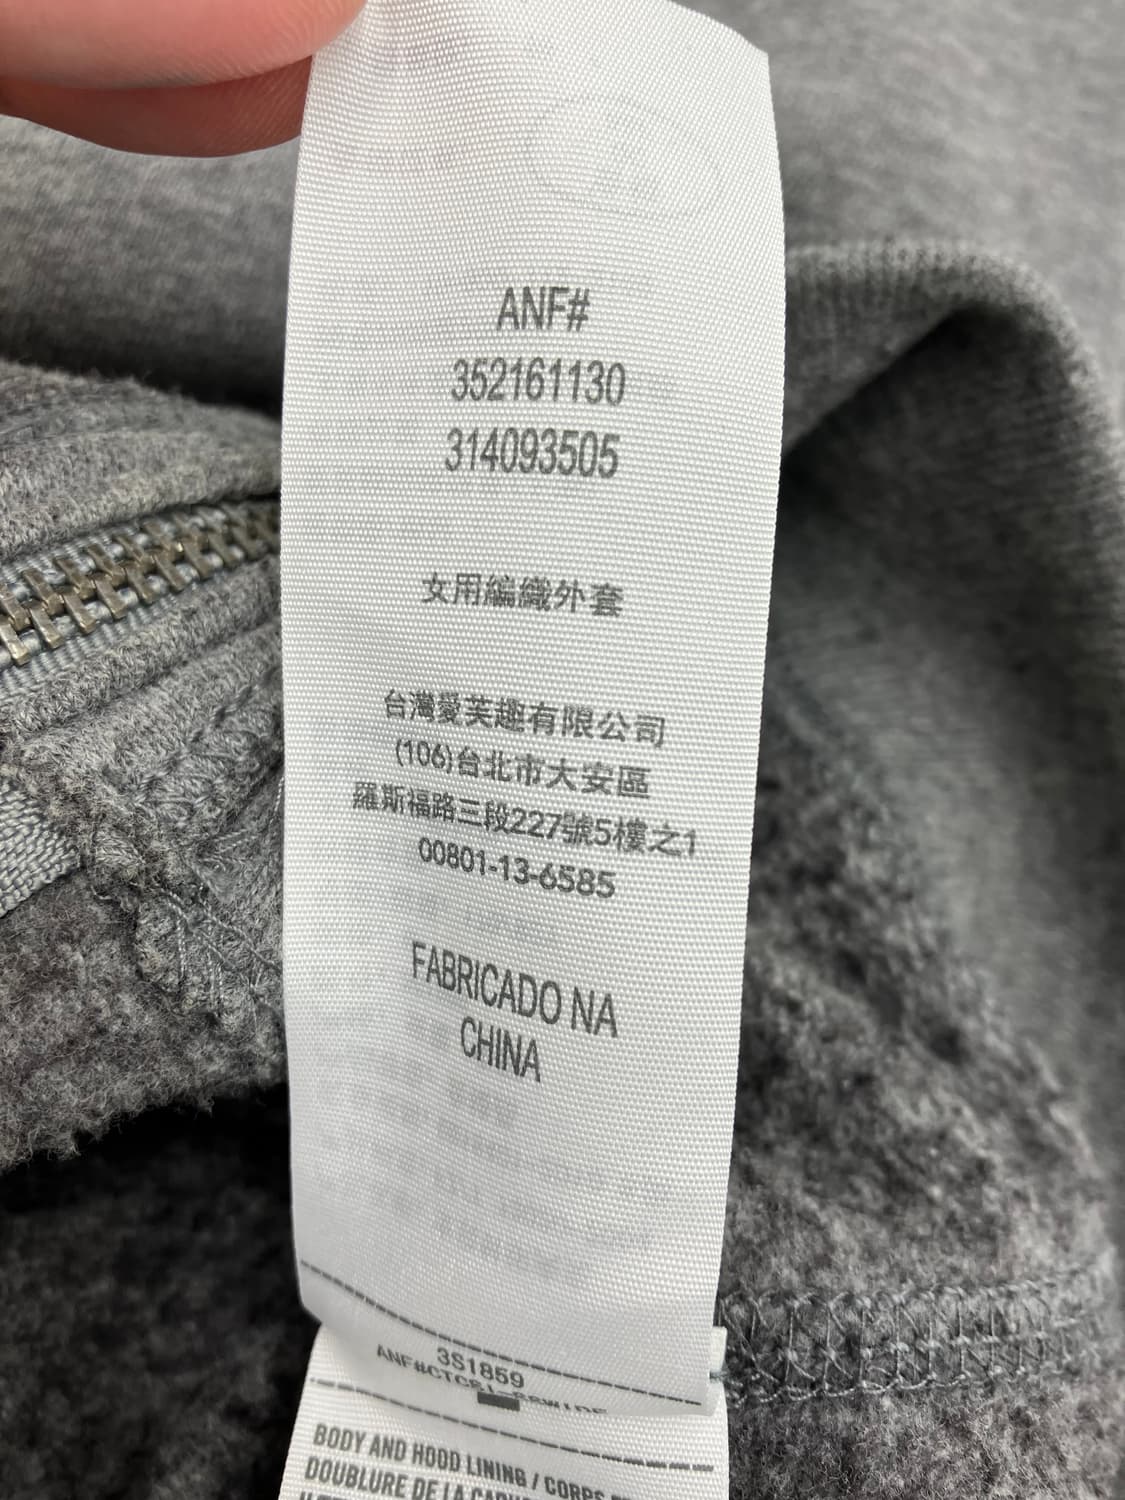 ANF#
352161130
314093505
女用編織外套
台灣愛芙趣有限公司
(106)台北市大安區
羅斯福路三段227號5樓之1
00801-13-6585
FABRICADO NA
CHINA
3S1859
BODY AND HOOD LINING / CORPS
DOUBLURE DE LA